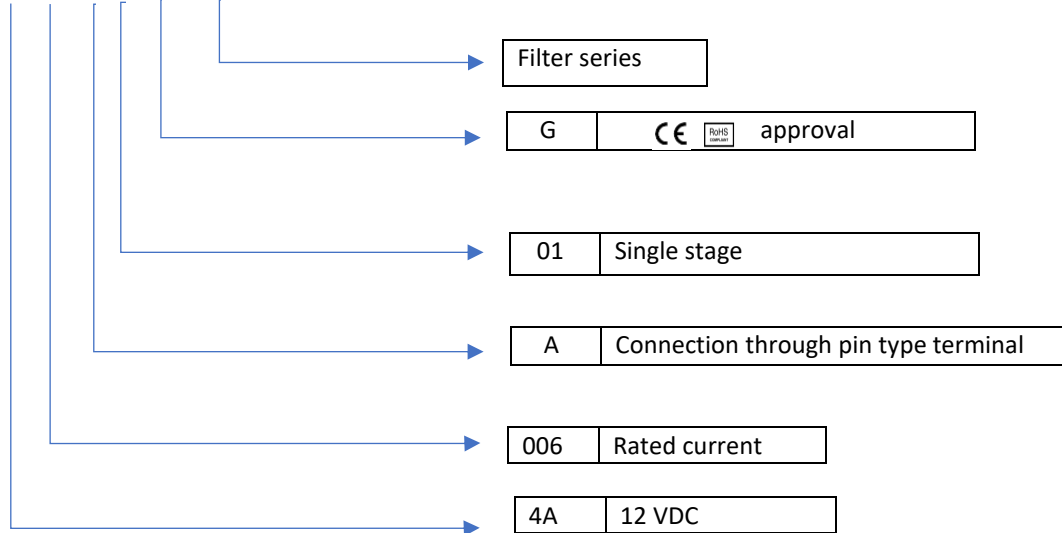 Filter series
G CE RoHS COMPLIANT approval
01 Single stage
A Connection through pin type terminal
006 Rated current
4A 12 VDC